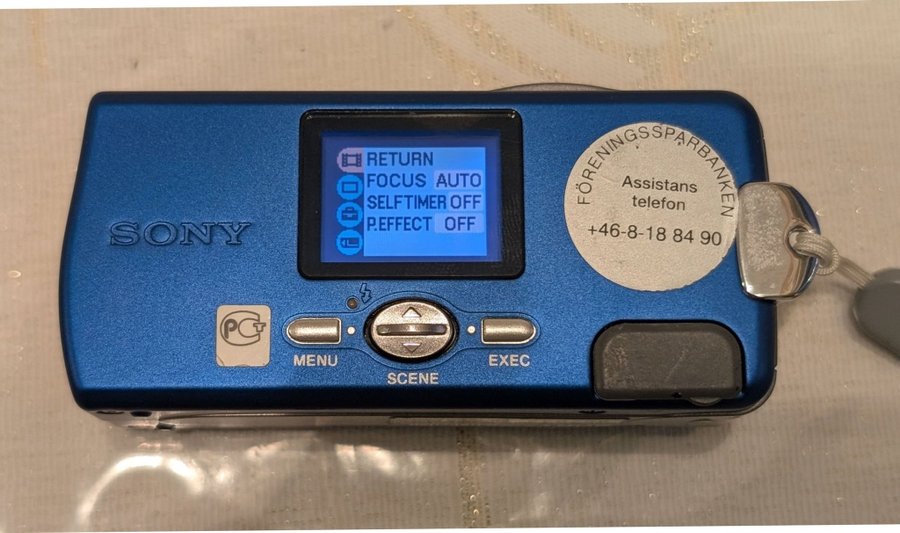 SONY
RETURN
FOCUS AUTO
SELFTIMER OFF
P.EFFECT OFF
FÖRENINGSSPARBANKEN
Assistans
telefon
+46-8-18 84 90
РСТ
MENU
SCENE
EXEC